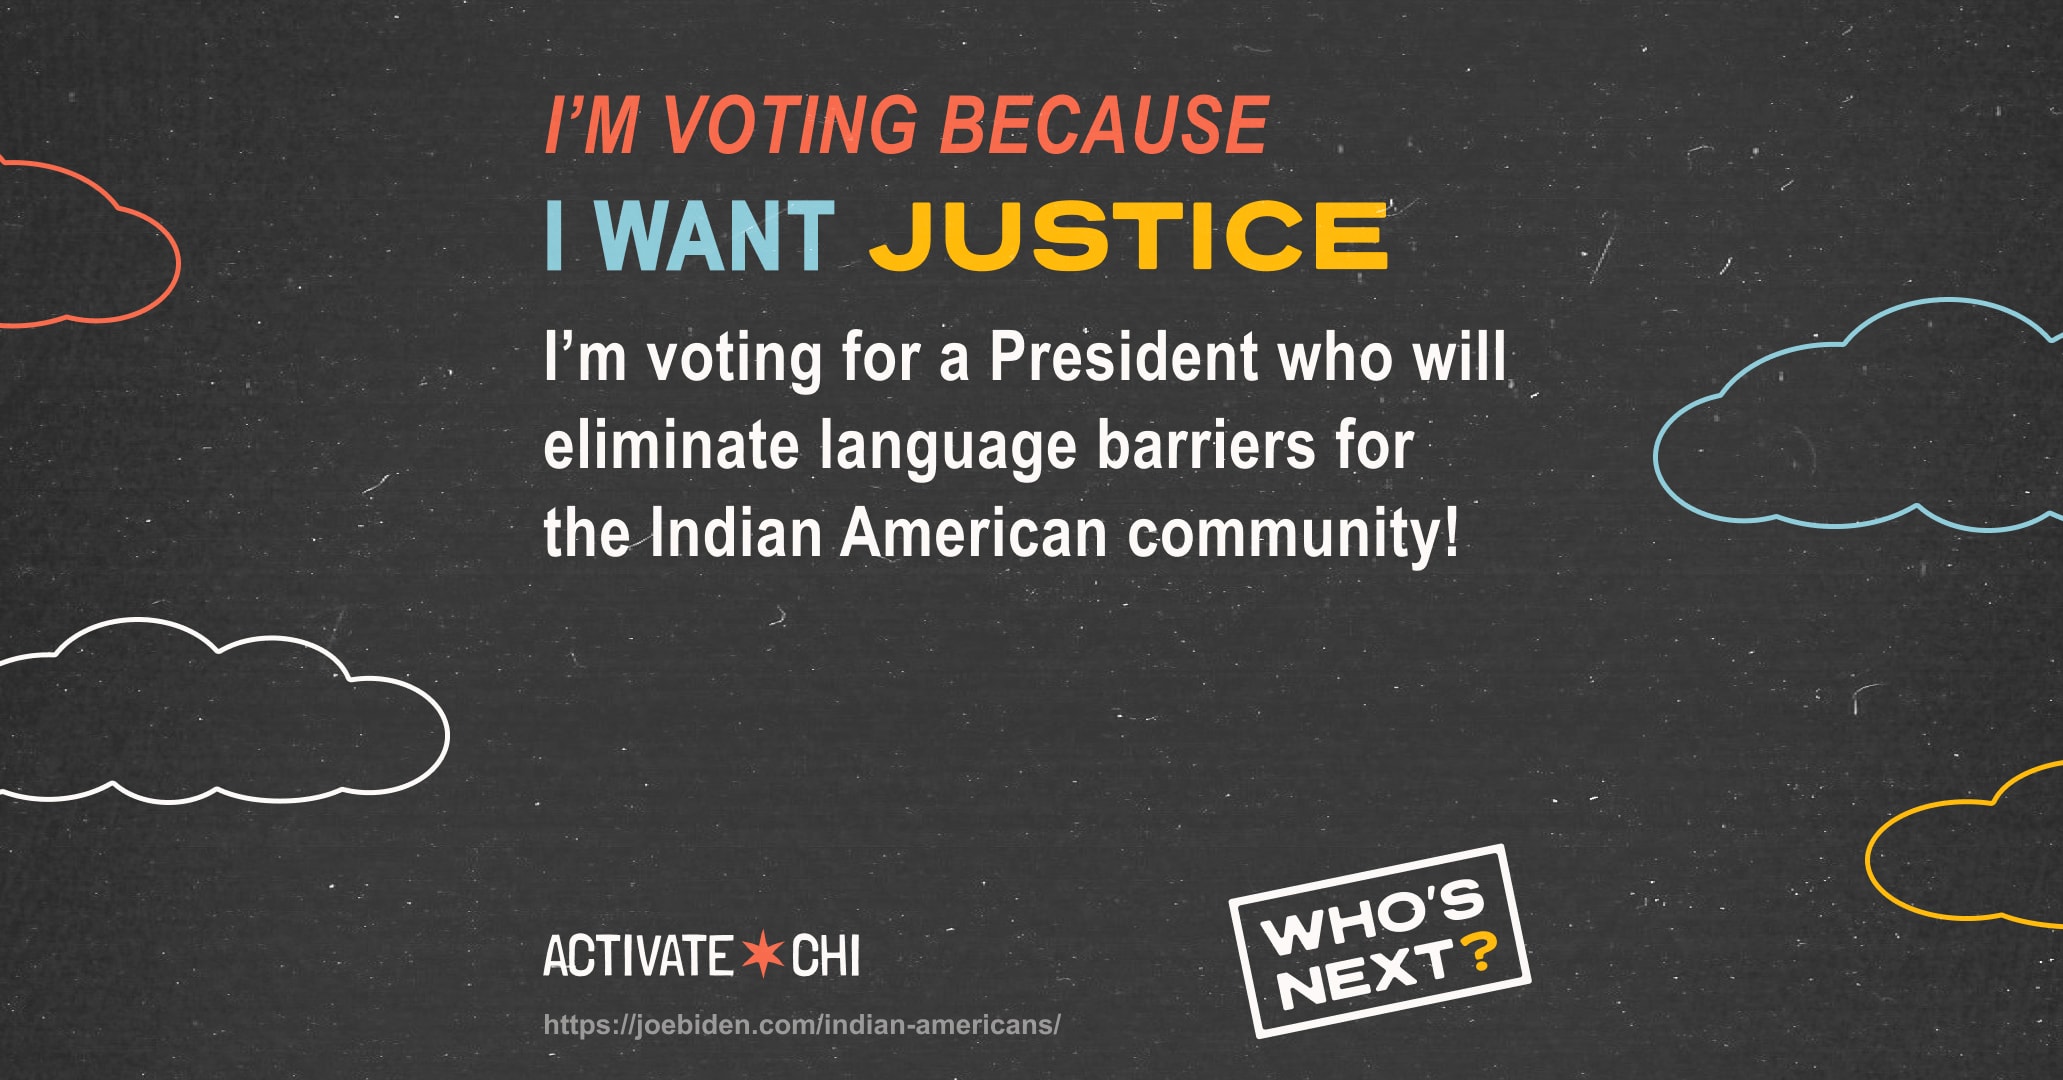 I’M VOTING BECAUSE
I WANT JUSTICE
I’m voting for a President who will
eliminate language barriers for
the Indian American community!
ACTIVATE CHI
https://joebiden.com/indian-americans/
WHO'S
NEXT?